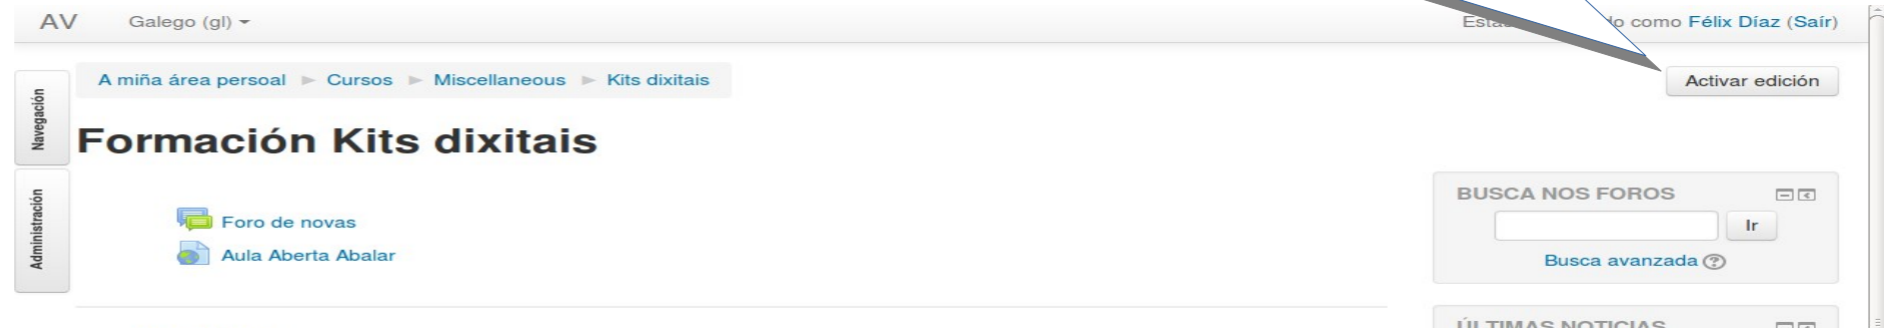 AV Galego (gl) como Félix Díaz (Saír)
A miña área persoal Cursos Miscellaneous Kits dixitais Activar edición
Navegación
Formación Kits dixitais
Administración
Foro de novas
Aula Aberta Abalar
BUSCA NOS FOROS
Ir
Busca avanzada
ÚLTIMAS NOTICIAS